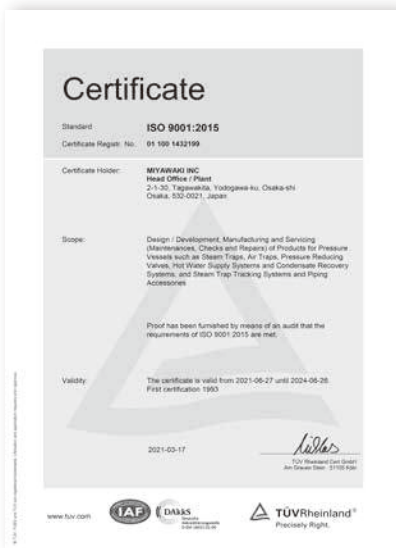 Certificate
Standard ISO 9001:2015
Certificate Registr. No. 01 100 1432199
Certificate Holder: MIYAWAKI INC
Head Office / Plant
2-1-30, Tagawakita, Yodogawa-ku, Osaka-shi
Osaka, 532-0021, Japan
Scope: Design / Development, Manufacturing and Servicing
(Maintenances, Checks and Repairs) of Products for Pressure
Vessels such as Steam Traps, Air Traps, Pressure Reducing
Valves, Hot Water Supply Systems and Condensate Recovery
Systems, and Steam Trap Tracking Systems and Piping
Accessories
Proof has been furnished by means of an audit that the
requirements of ISO 9001:2015 are met.
Validity: The certificate is valid from 2021-06-27 until 2024-06-26.
First certification 1993
2021-03-17
TÜV Rheinland Cert GmbH
Am Grauen Stein · 51105 Köln
www.tuv.com
IAF
DAkkS
TÜVRheinland®
Precisely Right.